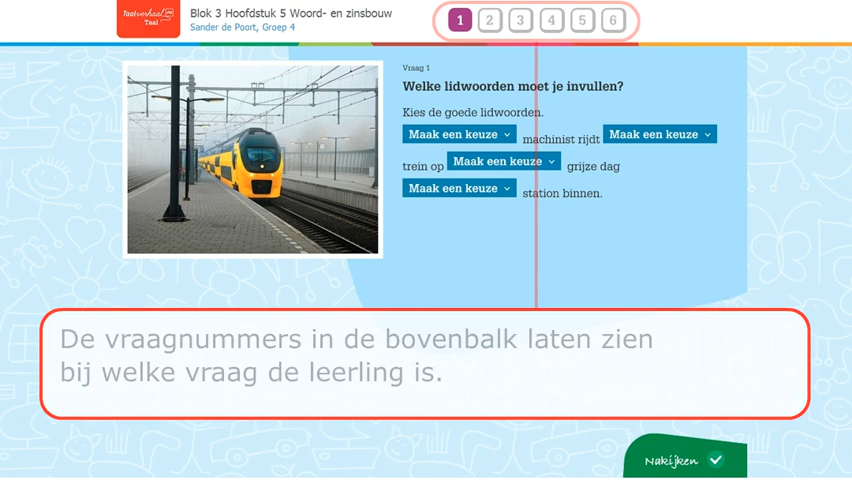 Taalverhaal.nu
Taal
Blok 3 Hoofdstuk 5 Woord- en zinsbouw
Sander de Poort, Groep 4
1 2 3 4 5 6
Vraag 1
Welke lidwoorden moet je invullen?
Kies de goede lidwoorden.
Maak een keuze machinist rijdt Maak een keuze
trein op Maak een keuze grijze dag
Maak een keuze station binnen.
De vraagnummers in de bovenbalk laten zien
bij welke vraag de leerling is.
Nakijken